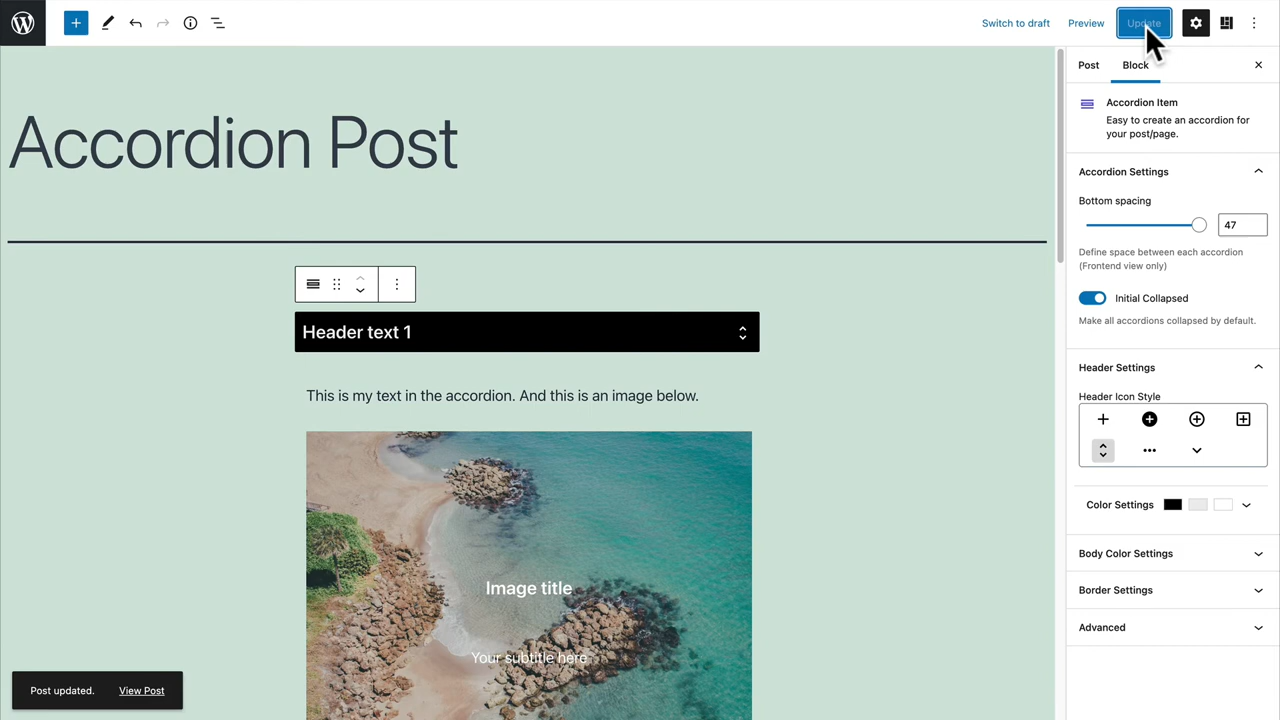 Switch to draft
Preview
Update
Post
Block
Accordion Item
Easy to create an accordion for
your post/page.
Accordion Post
Accordion Settings
Bottom spacing
47
Define space between each accordion
(Frontend view only)
Initial Collapsed
Make all accordions collapsed by default.
Header text 1
Header Settings
Header Icon Style
This is my text in the accordion. And this is an image below.
Color Settings
Body Color Settings
Border Settings
Advanced
Image title
Your subtitle here
Post updated.
View Post